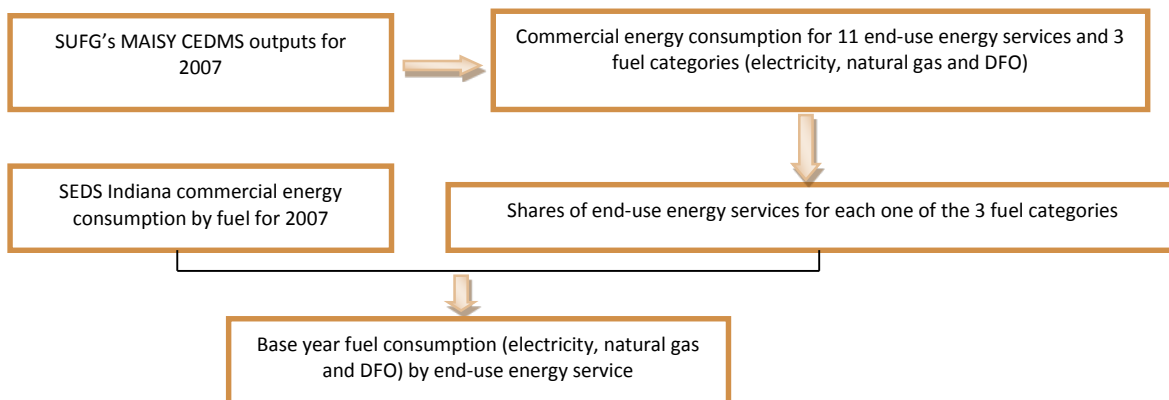 SUFG's MAISY CEDMS outputs for
2007
Commercial energy consumption for 11 end-use energy services and 3
fuel categories (electricity, natural gas and DFO)
SEDS Indiana commercial energy
consumption by fuel for 2007
Shares of end-use energy services for each one of the 3 fuel categories
Base year fuel consumption (electricity, natural gas
and DFO) by end-use energy service